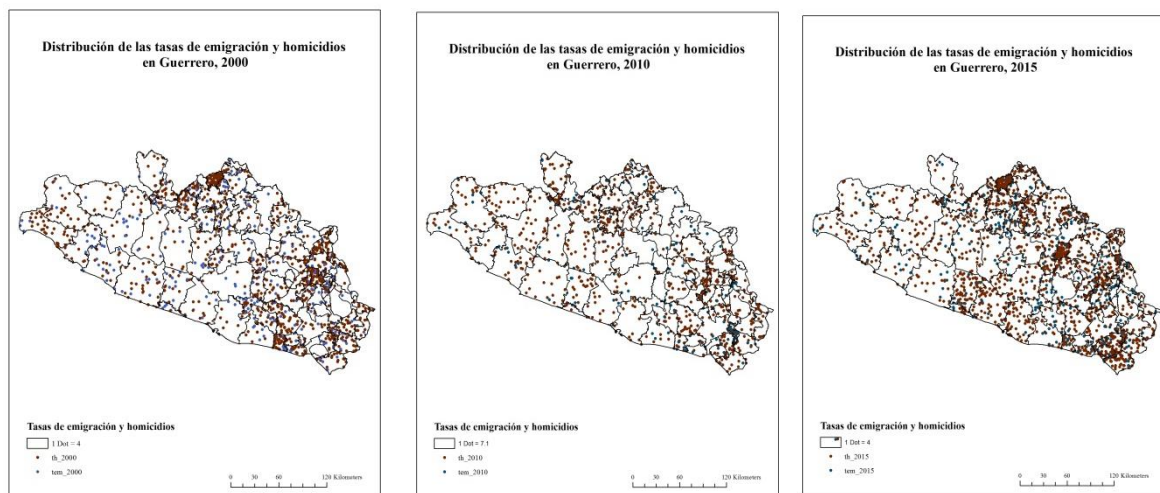 Distribución de las tasas de emigración y homicidios
en Guerrero, 2000
Tasas de emigración y homicidios
1 Dot = 4
th_2000
tem_2000
0 30 60 120 Kilometers
Distribución de las tasas de emigración y homicidios
en Guerrero, 2010
Tasas de emigración y homicidios
1 Dot = 7.1
th_2010
tem_2010
0 30 60 120 Kilometers
Distribución de las tasas de emigración y homicidios
en Guerrero, 2015
Tasas de emigración y homicidios
1 Dot = 4
th_2015
tem_2015
0 30 60 120 Kilometers